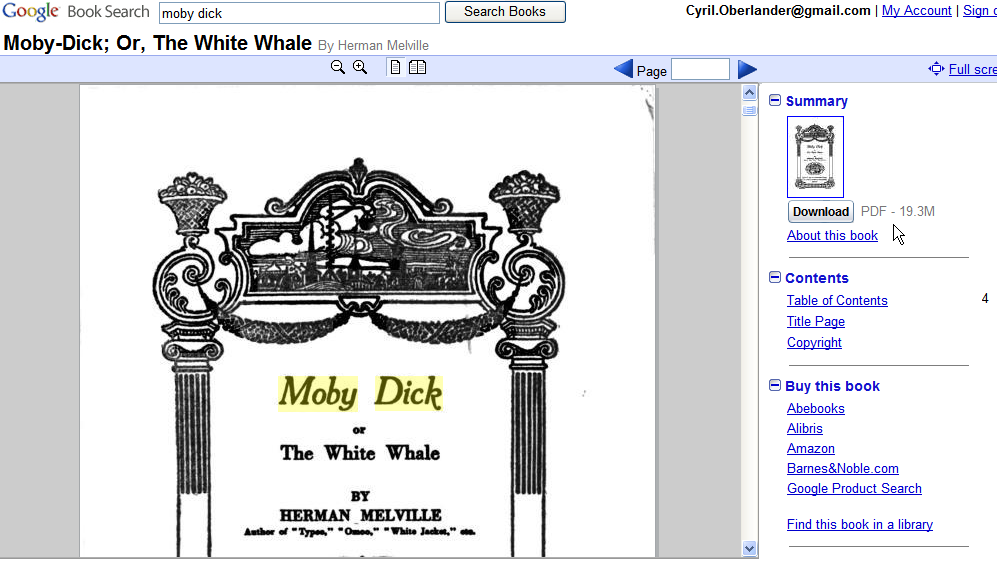 Google Book Search moby dick Search Books Cyril.Oberlander@gmail.com | My Account | Sign
Moby-Dick; Or, The White Whale By Herman Melville
Page Full scre
Summary
Download PDF - 19.3M
About this book
Contents
Table of Contents 4
Title Page
Copyright
Buy this book
Abebooks
Alibris
Amazon
Barnes&Noble.com
Google Product Search
Find this book in a library
Moby Dick
or
The White Whale
BY
HERMAN MELVILLE
Author of "Typee," "Omoo," "White Jacket," etc.